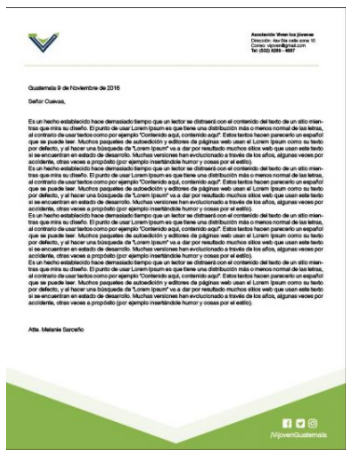 Asociación Viven los jóvenes
Dirección: 4ta 6ta calle zona 10
Correo: vijoven@gmail.com
Guatemala 9 de Noviembre de 2016
Señor Cuevas,
Es un hecho establecido hace demasiado tiempo que un lector se distraerá con el contenido del texto de un sitio mien-
tras que mira su diseño. El punto de usar Lorem Ipsum es que tiene una distribución más o menos normal de las letras,
al contrario de usar textos como por ejemplo "Contenido aquí, contenido aquí". Estos textos hacen parecerlo un español
que se puede leer. Muchos paquetes de autoedición y editores de páginas web usan el Lorem Ipsum como su texto
por defecto, y al hacer una búsqueda de "Lorem Ipsum" va a dar por resultado muchos sitios web que usan este texto
si se encuentran en estado de desarrollo. Muchas versiones han evolucionado a través de los años, algunas veces por
accidente, otras veces a propósito (por ejemplo insertándole humor y cosas por el estilo).
Es un hecho establecido hace demasiado tiempo que un lector se distraerá con el contenido del texto de un sitio mien-
tras que mira su diseño. El punto de usar Lorem Ipsum es que tiene una distribución más o menos normal de las letras,
al contrario de usar textos como por ejemplo "Contenido aquí, contenido aquí". Estos textos hacen parecerlo un español
que se puede leer. Muchos paquetes de autoedición y editores de páginas web usan el Lorem Ipsum como su texto
por defecto, y al hacer una búsqueda de "Lorem Ipsum" va a dar por resultado muchos sitios web que usan este texto
si se encuentran en estado de desarrollo. Muchas versiones han evolucionado a través de los años, algunas veces por
accidente, otras veces a propósito (por ejemplo insertándole humor y cosas por el estilo).
Es un hecho establecido hace demasiado tiempo que un lector se distraerá con el contenido del texto de un sitio mien-
tras que mira su diseño. El punto de usar Lorem Ipsum es que tiene una distribución más o menos normal de las letras,
al contrario de usar textos como por ejemplo "Contenido aquí, contenido aquí". Estos textos hacen parecerlo un español
que se puede leer. Muchos paquetes de autoedición y editores de páginas web usan el Lorem Ipsum como su texto
por defecto, y al hacer una búsqueda de "Lorem Ipsum" va a dar por resultado muchos sitios web que usan este texto
si se encuentran en estado de desarrollo. Muchas versiones han evolucionado a través de los años, algunas veces por
accidente, otras veces a propósito (por ejemplo insertándole humor y cosas por el estilo).
Es un hecho establecido hace demasiado tiempo que un lector se distraerá con el contenido del texto de un sitio mien-
tras que mira su diseño. El punto de usar Lorem Ipsum es que tiene una distribución más o menos normal de las letras,
al contrario de usar textos como por ejemplo "Contenido aquí, contenido aquí". Estos textos hacen parecerlo un español
que se puede leer. Muchos paquetes de autoedición y editores de páginas web usan el Lorem Ipsum como su texto
por defecto, y al hacer una búsqueda de "Lorem Ipsum" va a dar por resultado muchos sitios web que usan este texto
si se encuentran en estado de desarrollo. Muchas versiones han evolucionado a través de los años, algunas veces por
accidente, otras veces a propósito (por ejemplo insertándole humor y cosas por el estilo).
Atte. Melanie Sarceño
/VijovenGuatemala